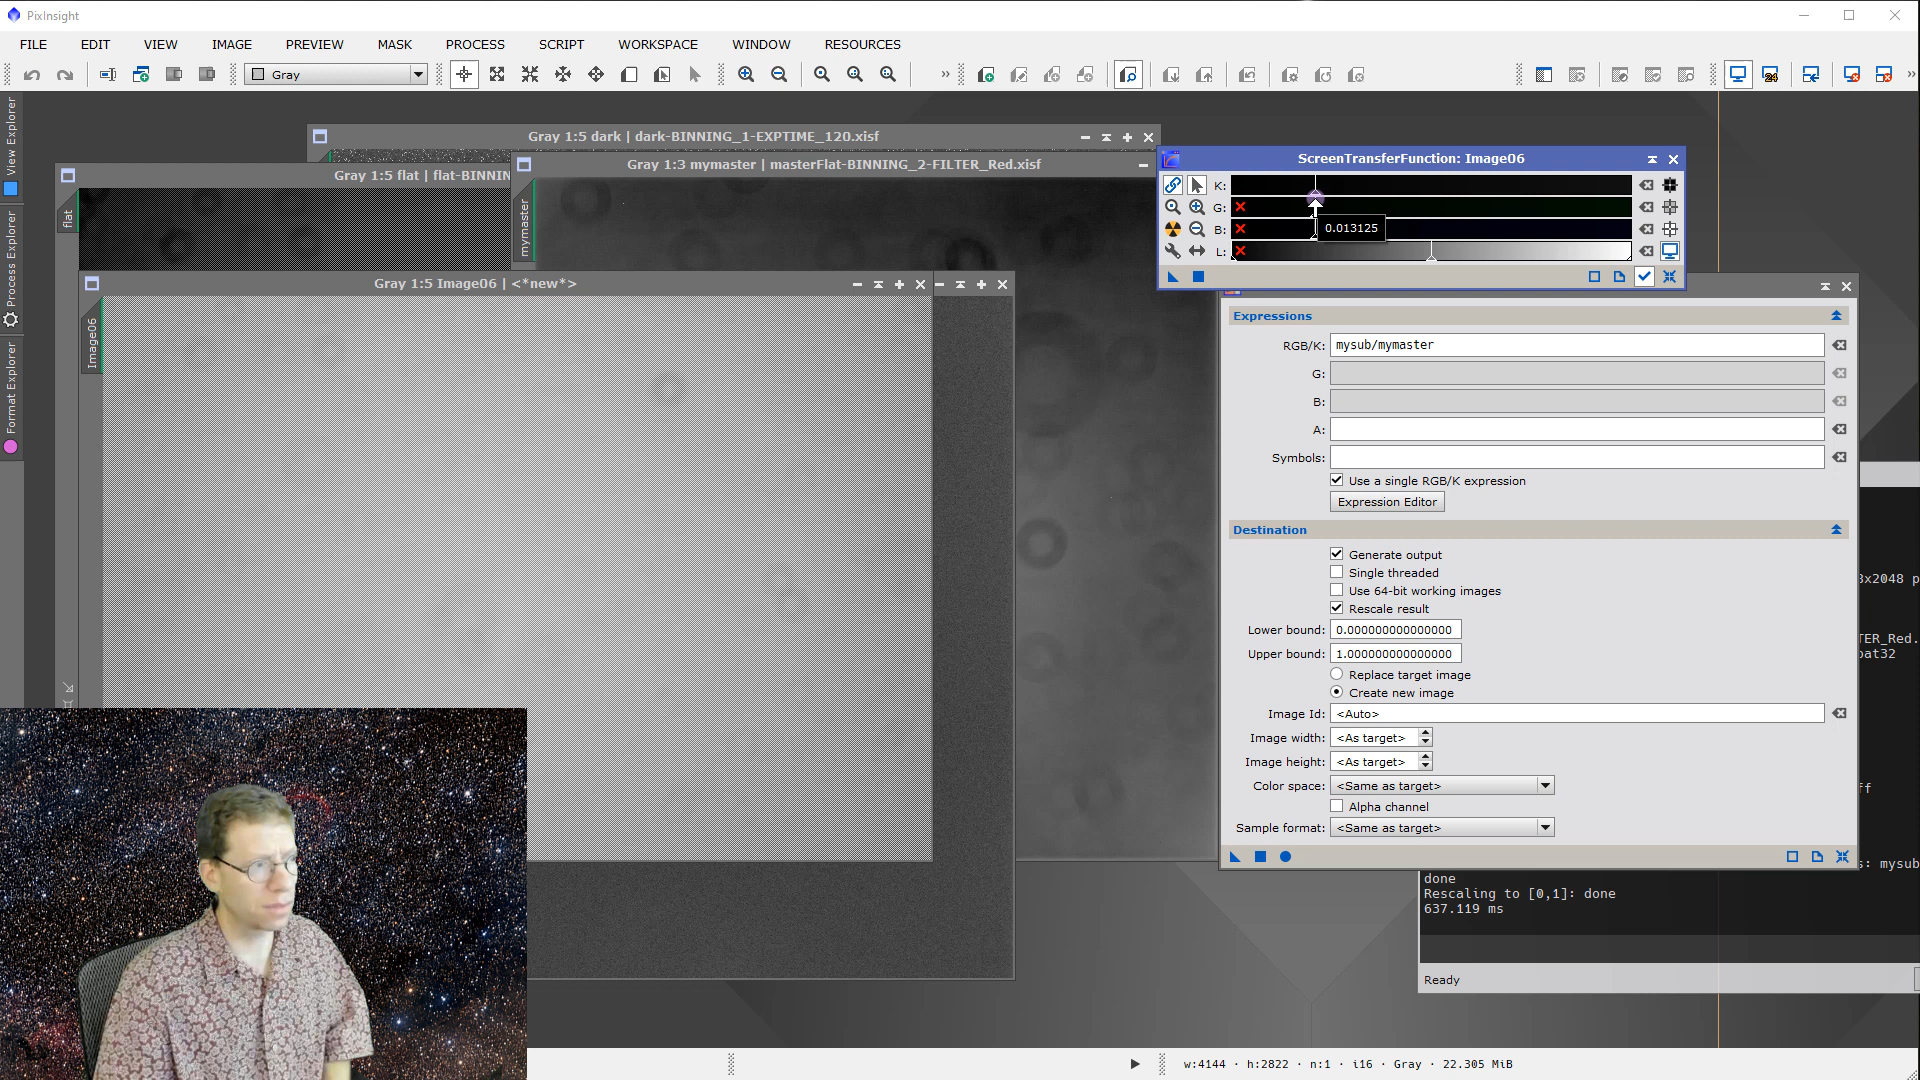 PixInsight
FILE EDIT VIEW IMAGE PREVIEW MASK PROCESS SCRIPT WORKSPACE WINDOW RESOURCES
Gray
24
View Explorer
Process Explorer
Format Explorer
Gray 1:5 dark | dark-BINNING_1-EXPTIME_120.xisf
Gray 1:3 mymaster | masterFlat-BINNING_2-FILTER_Red.xisf
mymaster
Gray 1:5 flat | flat-BINNIN
flat
Gray 1:5 Image06 | <*new*>
Image06
ScreenTransferFunction: Image06
K:
G:
B:
L:
0.013125
Expressions
RGB/K: mysub/mymaster
G:
B:
A:
Symbols:
Use a single RGB/K expression
Expression Editor
Destination
Generate output
Single threaded
Use 64-bit working images
Rescale result
Lower bound: 0.000000000000000
Upper bound: 1.000000000000000
Replace target image
Create new image
Image Id: <Auto>
Image width: <As target>
Image height: <As target>
Color space: <Same as target>
Alpha channel
Sample format: <Same as target>
x2048 p
TER_Red.
at32
ff
s: mysub
done
Rescaling to [0,1]: done
637.119 ms
Ready
w:4144 · h:2822 · n:1 · i16 · Gray · 22.305 MiB